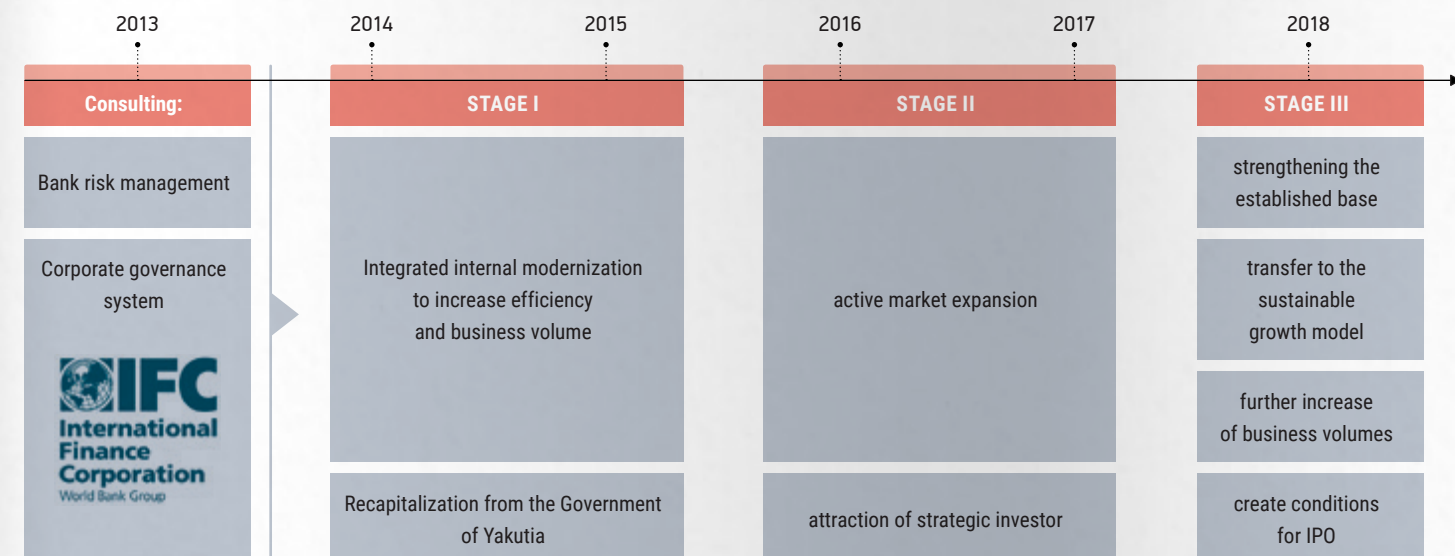 2013
2014
2015
2016
2017
2018
Consulting:
Bank risk management
Corporate governance
system
IFC
International
Finance
Corporation
World Bank Group
STAGE I
Integrated internal modernization
to increase efficiency
and business volume
Recapitalization from the Government
of Yakutia
STAGE II
active market expansion
attraction of strategic investor
STAGE III
strengthening the
established base
transfer to the
sustainable
growth model
further increase
of business volumes
create conditions
for IPO